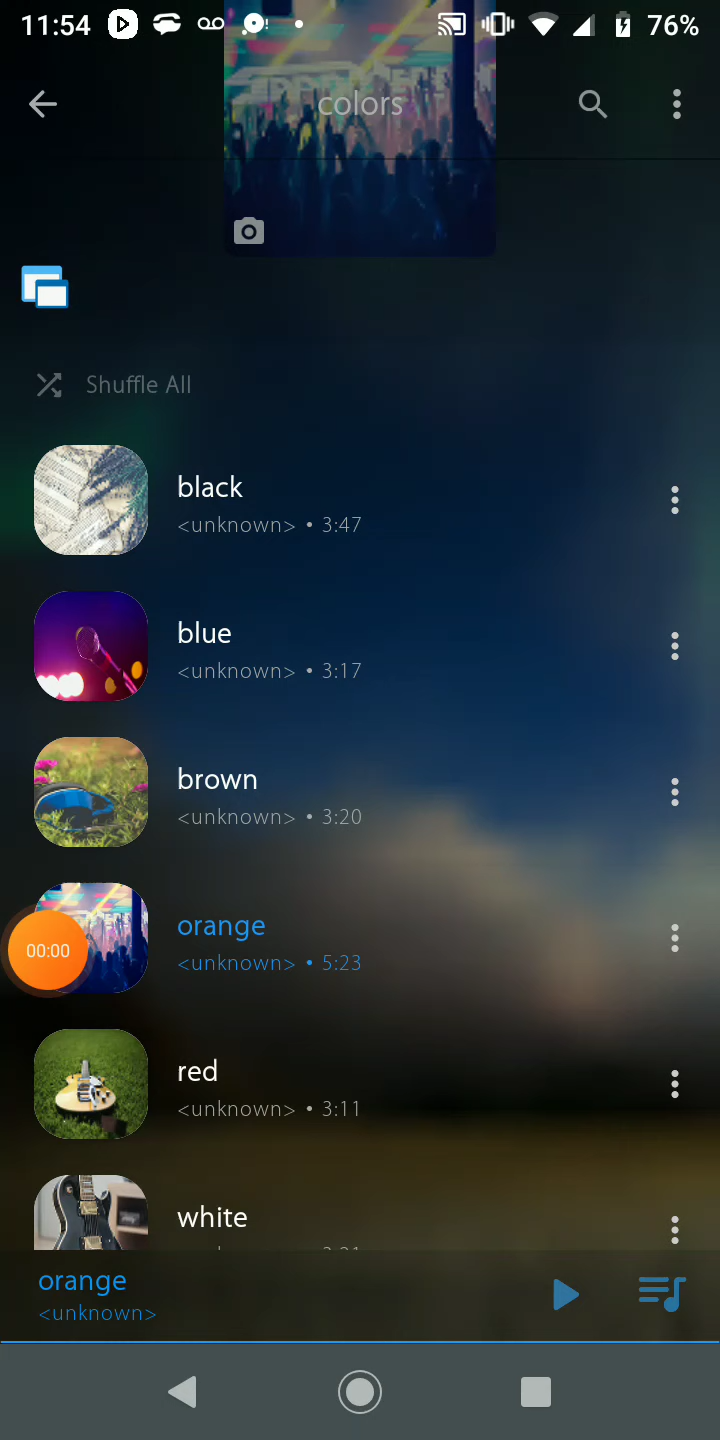 11:54
76%
colors
Shuffle All
black
<unknown> • 3:47
blue
<unknown> • 3:17
brown
<unknown> • 3:20
orange
<unknown> • 5:23
00:00
red
<unknown> • 3:11
white
orange
<unknown>